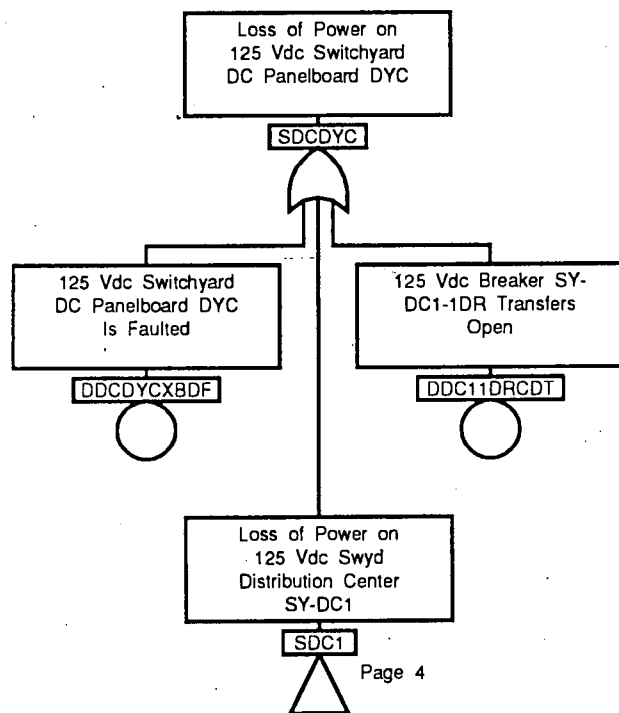 Loss of Power on
125 Vdc Switchyard
DC Panelboard DYC
SDCDYC
125 Vdc Switchyard
DC Panelboard DYC
Is Faulted
DDCDYCXBDF
125 Vdc Breaker SY-
DC1-1DR Transfers
Open
DDC11DRCDT
Loss of Power on
125 Vdc Swyd
Distribution Center
SY-DC1
SDC1
Page 4